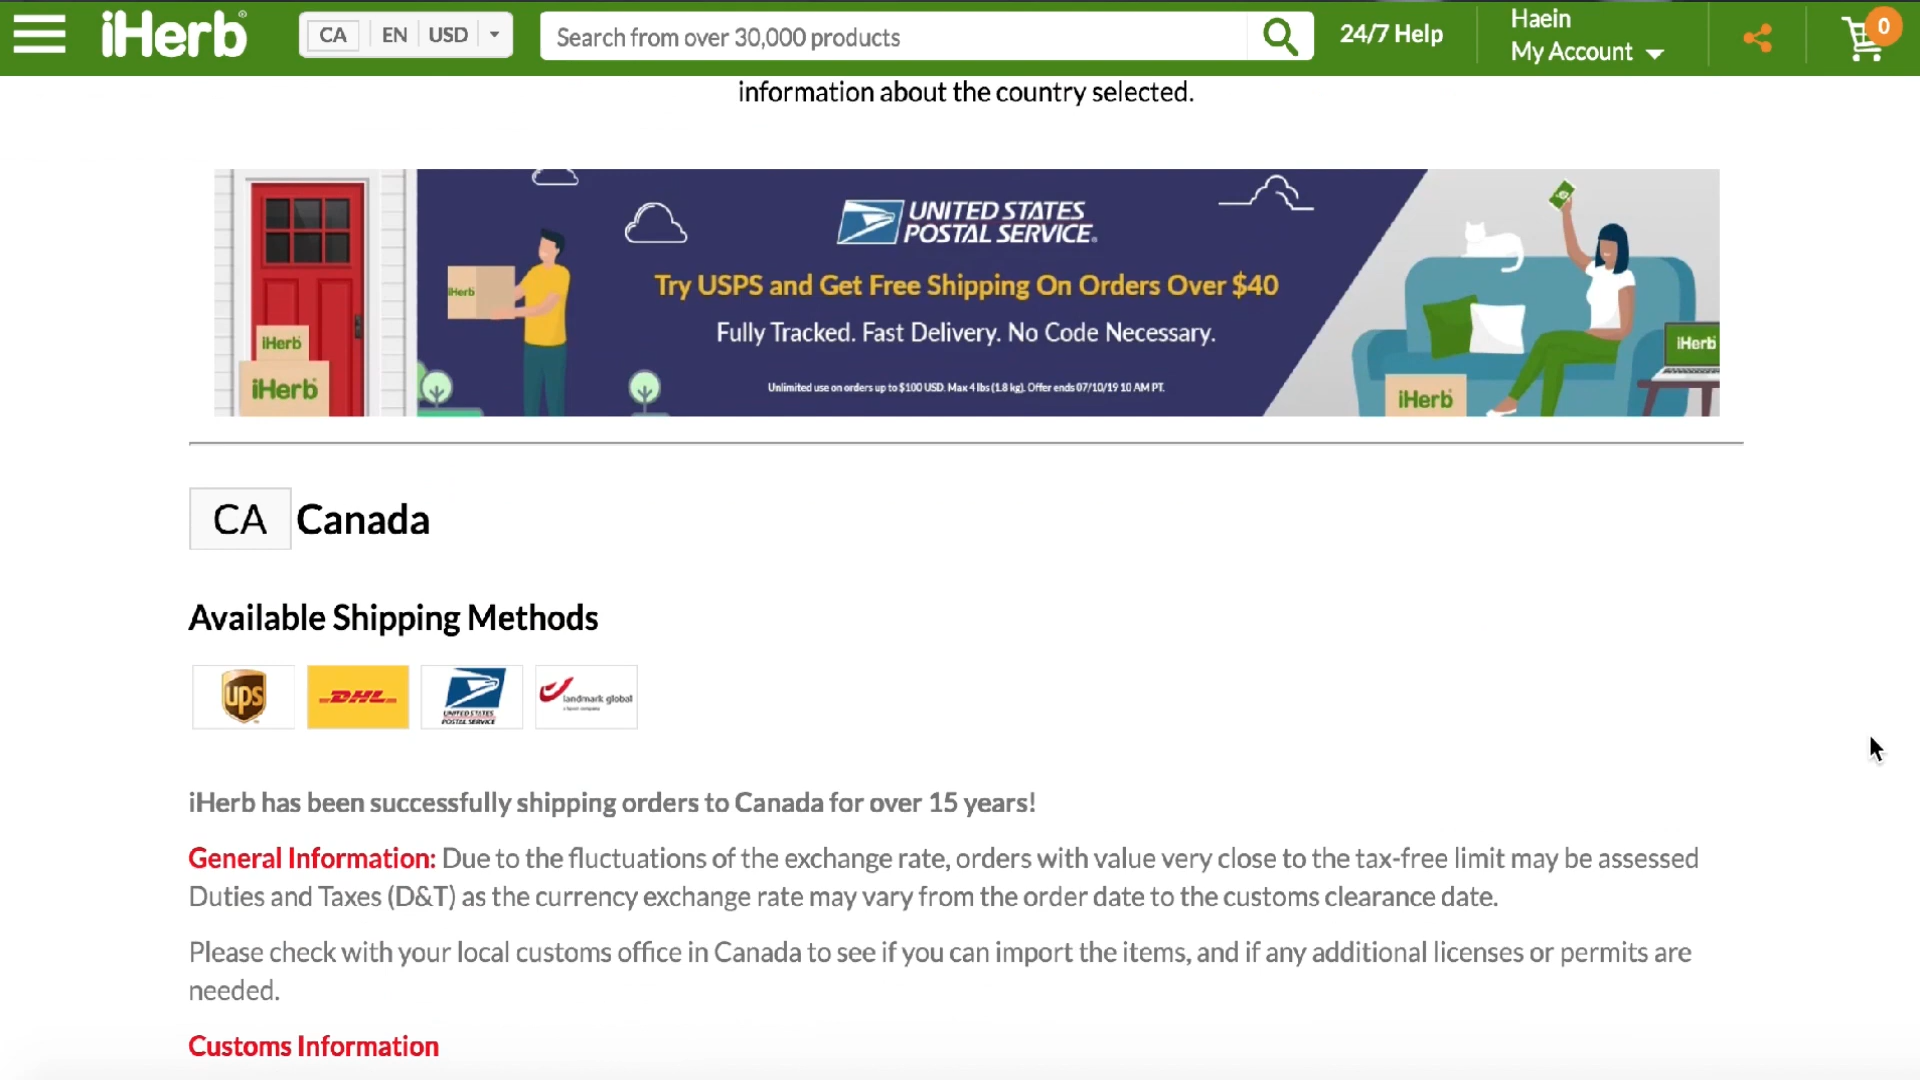 iHerb
CA EN USD
Search from over 30,000 products
24/7 Help
Haein
My Account
0
information about the country selected.
UNITED STATES
POSTAL SERVICE.
Try USPS and Get Free Shipping On Orders Over $40
Fully Tracked. Fast Delivery. No Code Necessary.
Unlimited use on orders up to $100 USD. Max 4 lbs (1.8 kg). Offer ends 07/10/19 10 AM PT.
iHerb
iHerb
iHerb
iHerb
iHerb
CA Canada
Available Shipping Methods
ups
DHL
UNITED STATES
POSTAL SERVICE
landmark global
iHerb has been successfully shipping orders to Canada for over 15 years!
General Information: Due to the fluctuations of the exchange rate, orders with value very close to the tax-free limit may be assessed
Duties and Taxes (D&T) as the currency exchange rate may vary from the order date to the customs clearance date.
Please check with your local customs office in Canada to see if you can import the items, and if any additional licenses or permits are
needed.
Customs Information